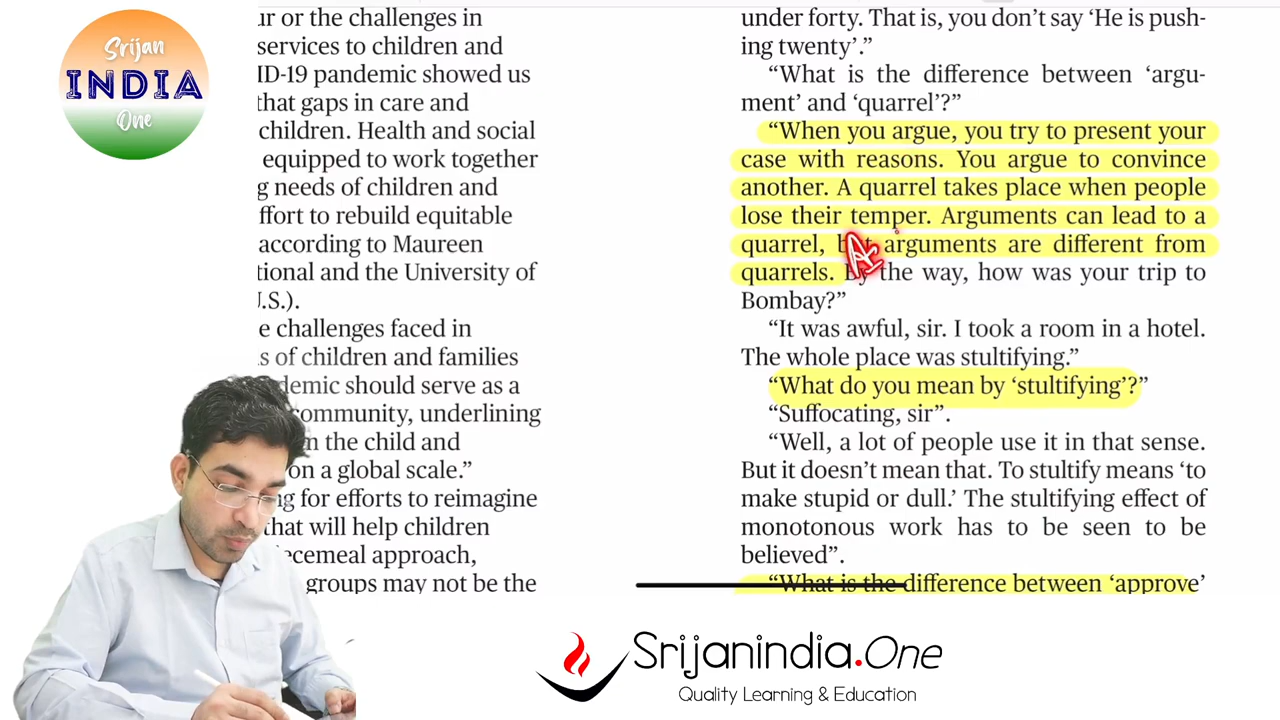 Srijan
INDIA
One
ur or the challenges in
services to children and
ID-19 pandemic showed us
that gaps in care and
children. Health and social
equipped to work together
g needs of children and
ffort to rebuild equitable
according to Maureen
tional and the University of
J.S.).
e challenges faced in
s of children and families
demic should serve as a
community, underlining
n the child and
on a global scale.”
ng for efforts to reimagine
that will help children
iecemeal approach,
groups may not be the
under forty. That is, you don’t say ‘He is push-
ing twenty’.”
“What is the difference between ‘argu-
ment’ and ‘quarrel’?”
“When you argue, you try to present your
case with reasons. You argue to convince
another. A quarrel takes place when people
lose their temper. Arguments can lead to a
quarrel, but arguments are different from
quarrels. By the way, how was your trip to
Bombay?”
“It was awful, sir. I took a room in a hotel.
The whole place was stultifying.”
“What do you mean by ‘stultifying’?”
“Suffocating, sir”.
“Well, a lot of people use it in that sense.
But it doesn’t mean that. To stultify means ‘to
make stupid or dull.’ The stultifying effect of
monotonous work has to be seen to be
believed”.
“What is the difference between ‘approve’
Srijanindia.One
Quality Learning & Education